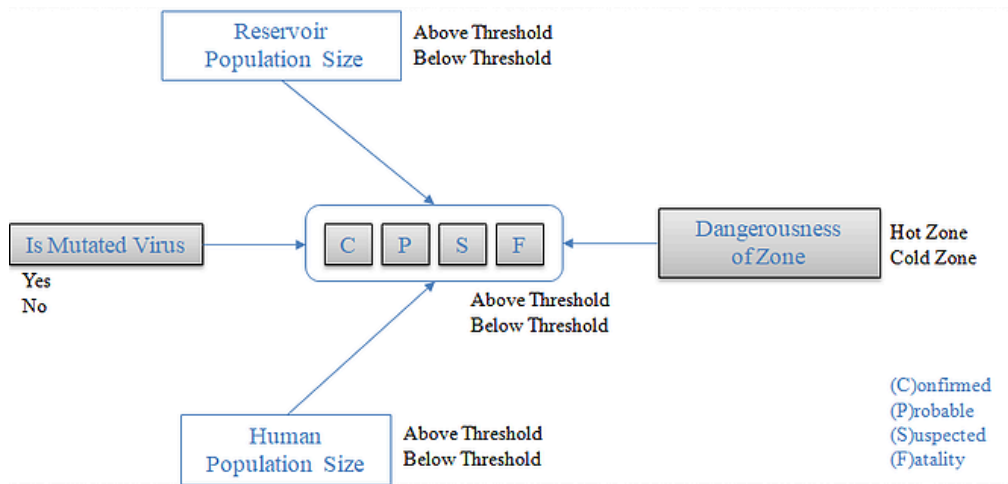 Reservoir
Population Size
Above Threshold
Below Threshold
Is Mutated Virus
Yes
No
C P S F
Dangerousness
of Zone
Hot Zone
Cold Zone
Above Threshold
Below Threshold
Human
Population Size
Above Threshold
Below Threshold
(C)onfirmed
(P)robable
(S)uspected
(F)atality